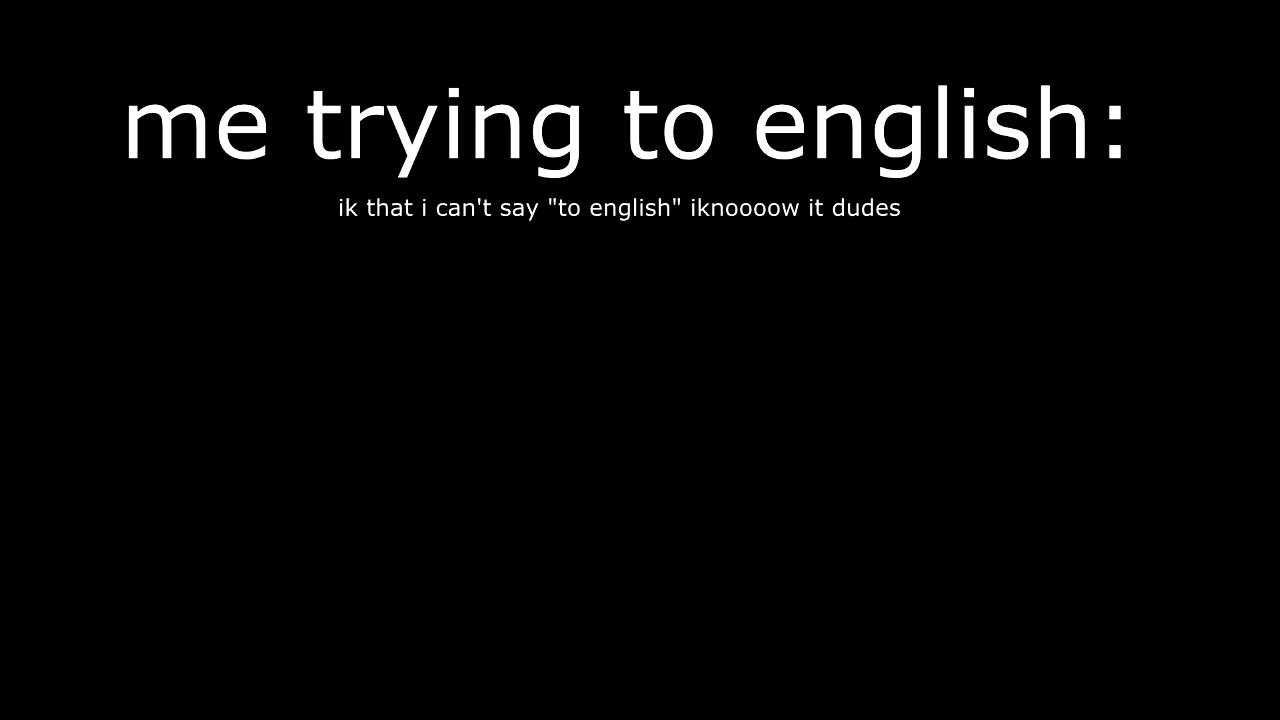 me trying to english:
ik that i can't say "to english" iknoooow it dudes